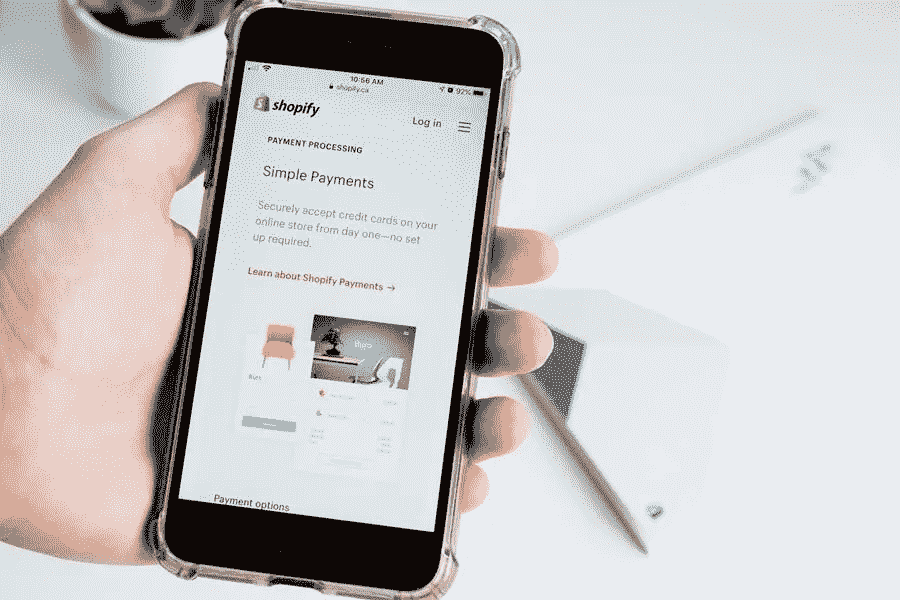 10:56 AM
shopify.ca
92%
shopify
Log in
PAYMENT PROCESSING
Simple Payments
Securely accept credit cards on your
online store from day one—no set
up required.
Learn about Shopify Payments →
Büro
Payment options